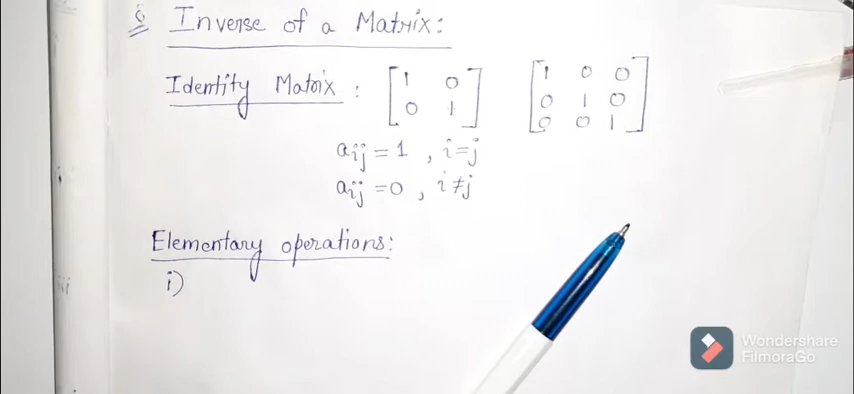 § Inverse of a Matrix:
Identity Matrix : [1 0 [1 0 0
0 1] 0 1 0
0 0 1]
aij = 1 , i=j
aij =0 , i≠j
Elementary operations:
i)
Wondershare
FilmoraGo